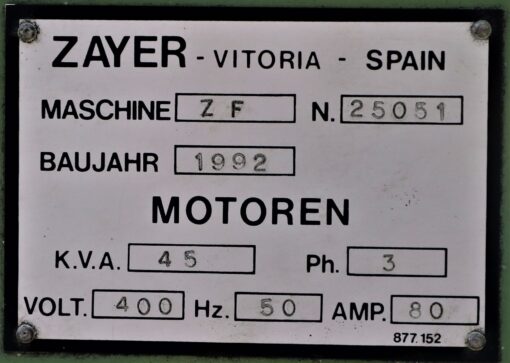 ZAYER - VITORIA - SPAIN
MASCHINE ZF N. 25051
BAUJAHR 1992
MOTOREN
K.V.A. 45 Ph. 3
VOLT. 400 Hz. 50 AMP. 80
877.152